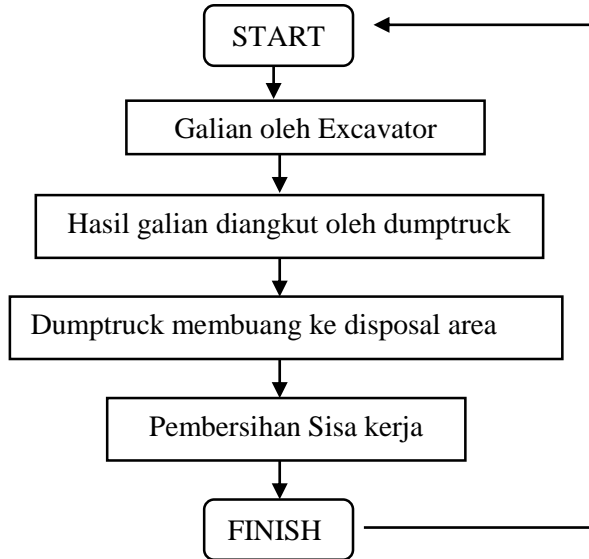 START
Galian oleh Excavator
Hasil galian diangkut oleh dumptruck
Dumptruck membuang ke disposal area
Pembersihan Sisa kerja
FINISH